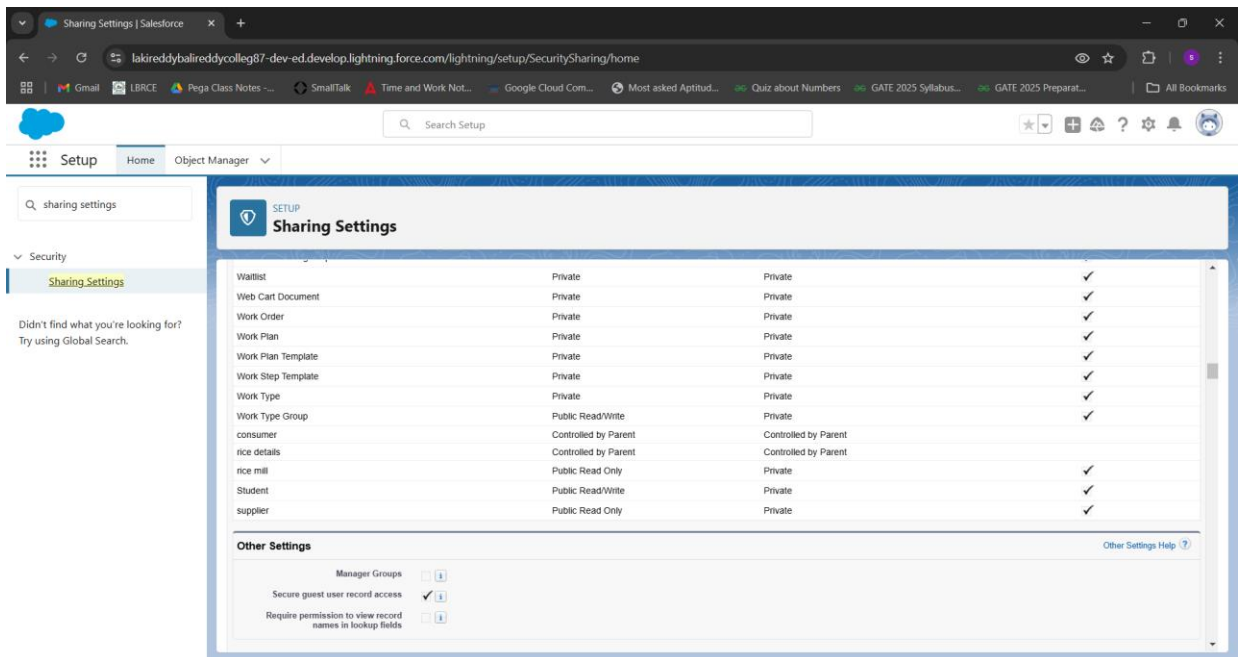 Sharing Settings | Salesforce
lakireddybalireddycolleg87-dev-ed.develop.lightning.force.com/lightning/setup/SecuritySharing/home
Gmail LBRCE Pega Class Notes -... SmallTalk Time and Work Not... Google Cloud Com... Most asked Aptitud... Quiz about Numbers GATE 2025 Syllabus... GATE 2025 Preparat... All Bookmarks
Search Setup
Setup Home Object Manager
sharing settings
Security
Sharing Settings
Didn't find what you're looking for?
Try using Global Search.
SETUP
Sharing Settings
Waitlist Private Private
Web Cart Document Private Private
Work Order Private Private
Work Plan Private Private
Work Plan Template Private Private
Work Step Template Private Private
Work Type Private Private
Work Type Group Public Read/Write Private
consumer Controlled by Parent Controlled by Parent
rice details Controlled by Parent Controlled by Parent
rice mill Public Read Only Private
Student Public Read/Write Private
supplier Public Read Only Private
Other Settings Other Settings Help ?
Manager Groups
Secure guest user record access
Require permission to view record
names in lookup fields